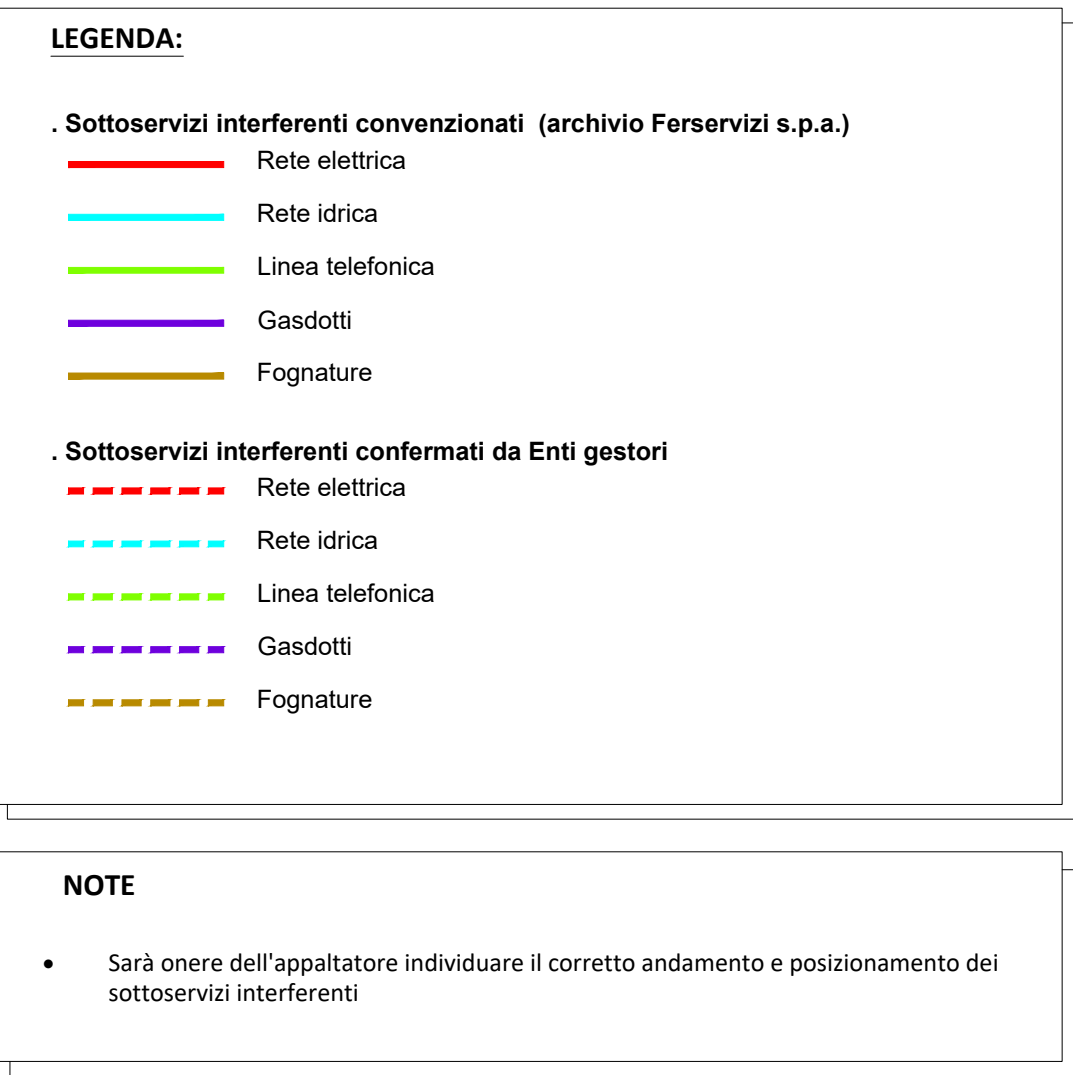 LEGENDA:
. Sottoservizi interferenti convenzionati (archivio Ferservizi s.p.a.)
Rete elettrica
Rete idrica
Linea telefonica
Gasdotti
Fognature
. Sottoservizi interferenti confermati da Enti gestori
Rete elettrica
Rete idrica
Linea telefonica
Gasdotti
Fognature
NOTE
• Sarà onere dell'appaltatore individuare il corretto andamento e posizionamento dei
sottoservizi interferenti